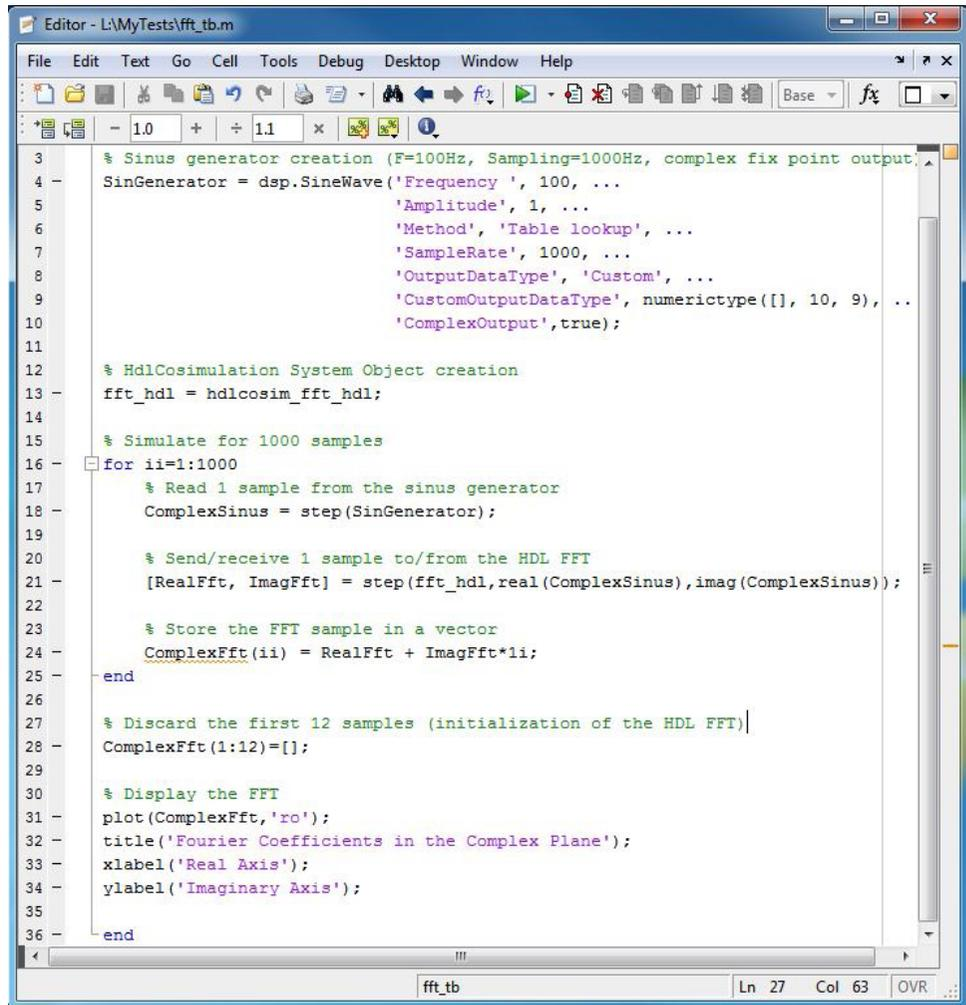 Editor - L:\MyTests\fft_tb.m
File Edit Text Go Cell Tools Debug Desktop Window Help
Base fx
- 1.0 + ÷ 1.1 ×
3 % Sinus generator creation (F=100Hz, Sampling=1000Hz, complex fix point output)
4 - SinGenerator = dsp.SineWave('Frequency ', 100, ...
5 'Amplitude', 1, ...
6 'Method', 'Table lookup', ...
7 'SampleRate', 1000, ...
8 'OutputDataType', 'Custom', ...
9 'CustomOutputDataType', numerictype([], 10, 9), ..
10 'ComplexOutput',true);
11
12 % HdlCosimulation System Object creation
13 - fft_hdl = hdlcosim_fft_hdl;
14
15 % Simulate for 1000 samples
16 - for ii=1:1000
17 % Read 1 sample from the sinus generator
18 - ComplexSinus = step(SinGenerator);
19
20 % Send/receive 1 sample to/from the HDL FFT
21 - [RealFft, ImagFft] = step(fft_hdl,real(ComplexSinus),imag(ComplexSinus));
22
23 % Store the FFT sample in a vector
24 - ComplexFft(ii) = RealFft + ImagFft*1i;
25 - end
26
27 % Discard the first 12 samples (initialization of the HDL FFT)
28 - ComplexFft(1:12)=[];
29
30 % Display the FFT
31 - plot(ComplexFft,'ro');
32 - title('Fourier Coefficients in the Complex Plane');
33 - xlabel('Real Axis');
34 - ylabel('Imaginary Axis');
35
36 - end
fft_tb Ln 27 Col 63 OVR